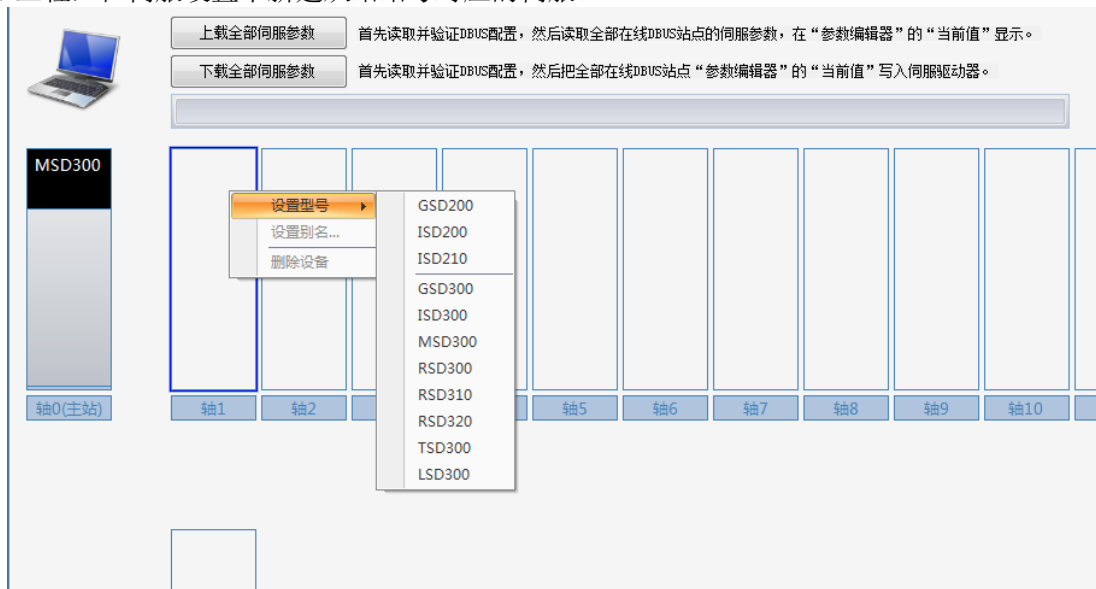 上载全部伺服参数 首先读取并验证DBUS配置，然后读取全部在线DBUS站点的伺服参数，在“参数编辑器”的“当前值”显示。
下载全部伺服参数 首先读取并验证DBUS配置，然后把全部在线DBUS站点“参数编辑器”的“当前值”写入伺服驱动器。
MSD300
设置型号
设置别名...
删除设备
GSD200
ISD200
ISD210
GSD300
ISD300
MSD300
RSD300
RSD310
RSD320
TSD300
LSD300
轴0(主站) 轴1 轴2 轴5 轴6 轴7 轴8 轴9 轴10